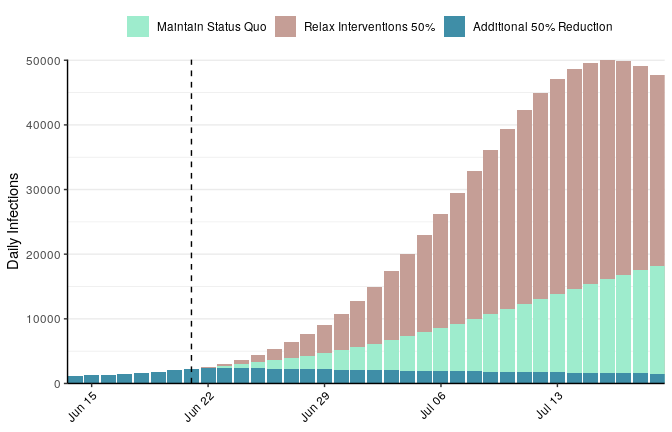 Maintain Status Quo Relax Interventions 50% Additional 50% Reduction
50000
40000
30000
20000
10000
0
Daily Infections
Jun 15 Jun 22 Jun 29 Jul 06 Jul 13